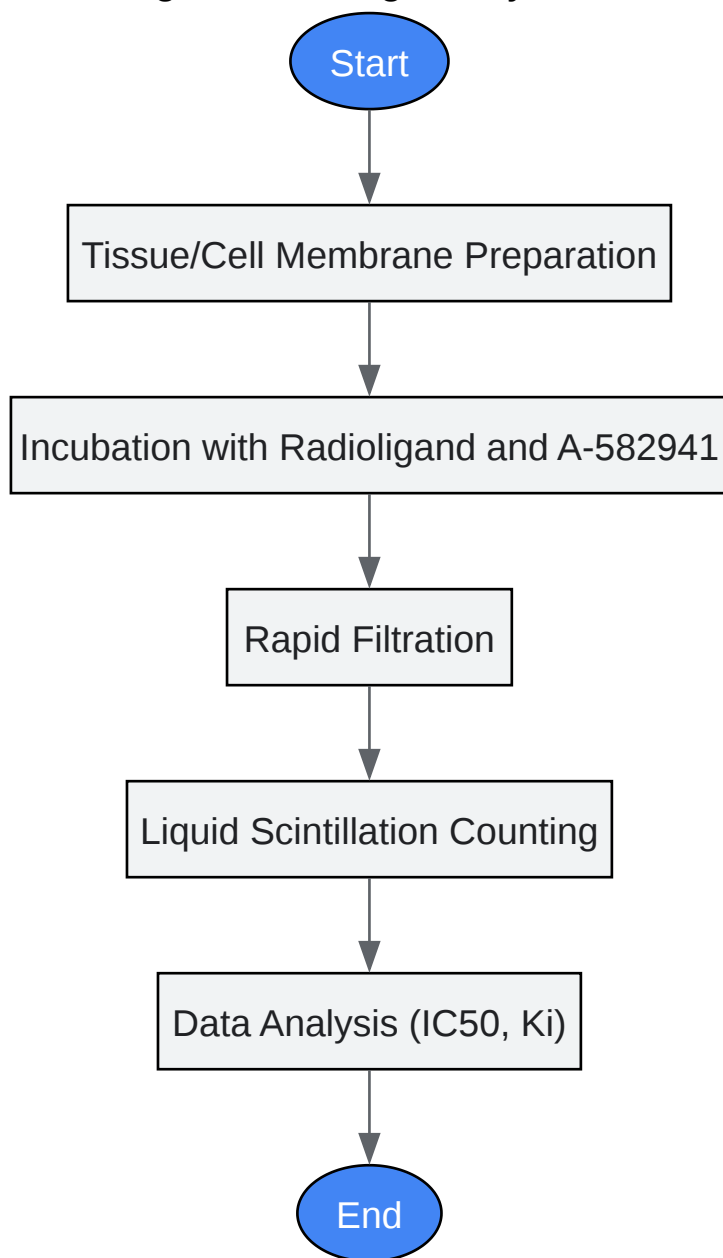 Start
Tissue/Cell Membrane Preparation
Incubation with Radioligand and A-582941
Rapid Filtration
Liquid Scintillation Counting
Data Analysis (IC50, Ki)
End